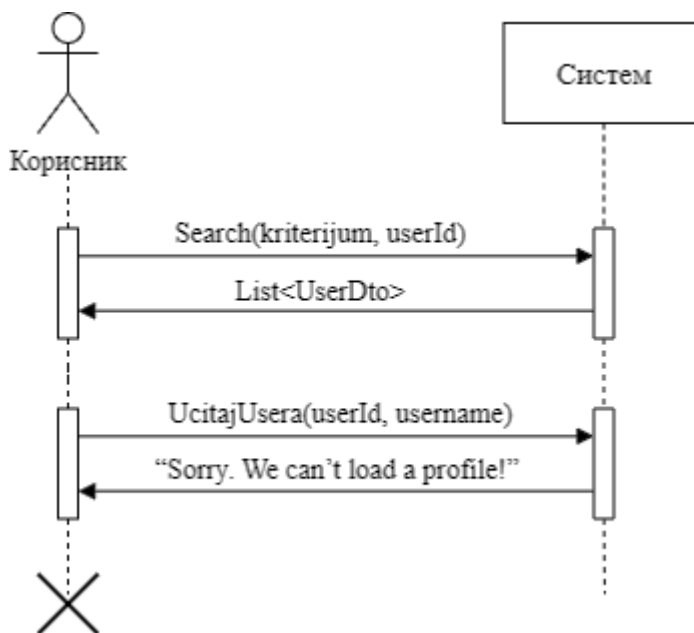 Систем
Корисник
Search(kriterijum, userId)
List<UserDto>
UcitajUsera(userId, username)
“Sorry. We can’t load a profile!”